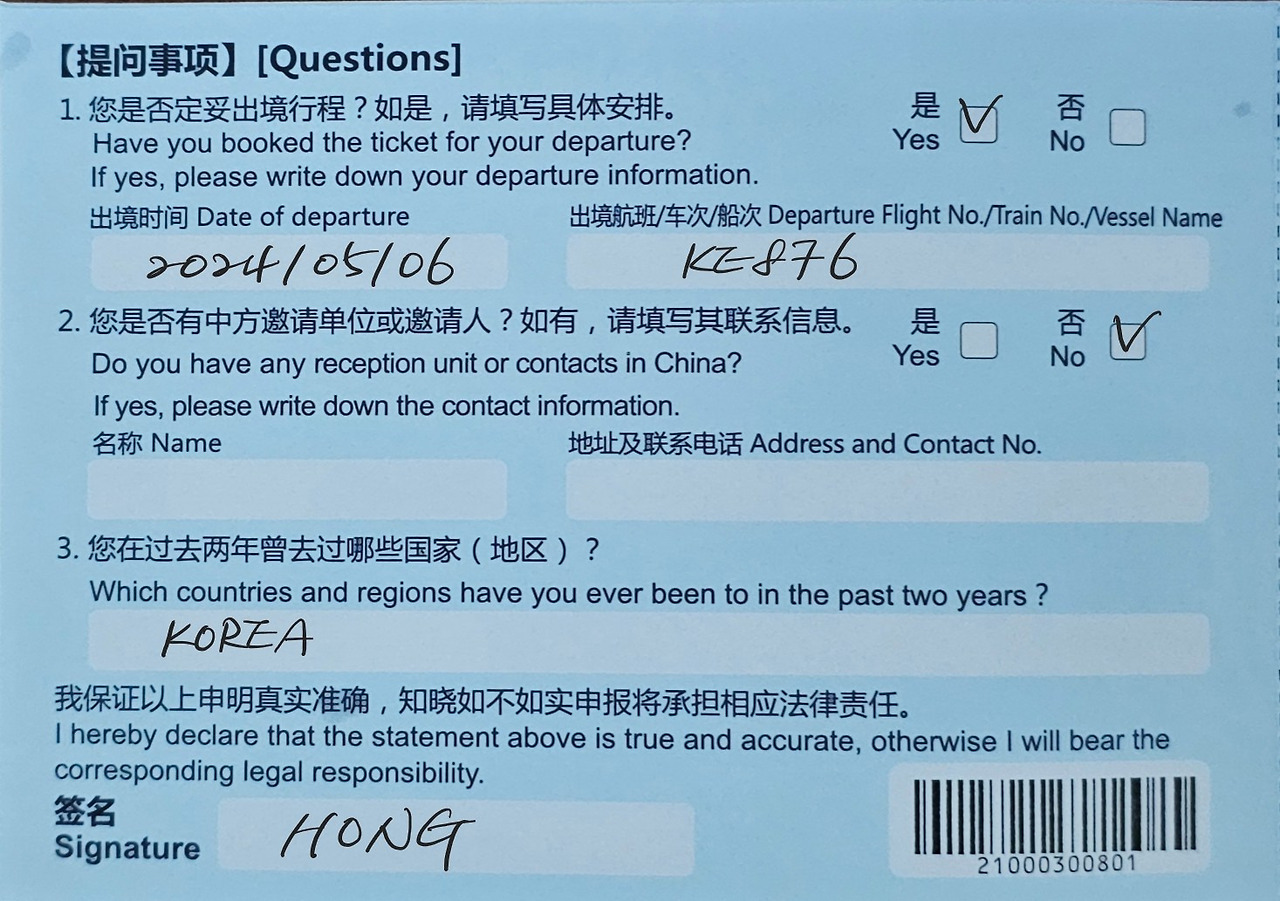 【提问事项】[Questions]
1. 您是否定妥出境行程？如是，请填写具体安排。 是 否
Have you booked the ticket for your departure? Yes No
If yes, please write down your departure information.
出境时间 Date of departure 出境航班/车次/船次 Departure Flight No./Train No./Vessel Name
2024/05/06 KE876
2. 您是否有中方邀请单位或邀请人？如有，请填写其联系信息。 是 否
Do you have any reception unit or contacts in China? Yes No
If yes, please write down the contact information.
名称 Name 地址及联系电话 Address and Contact No.
3. 您在过去两年曾去过哪些国家（地区）？
Which countries and regions have you ever been to in the past two years ?
KOREA
我保证以上申明真实准确，知晓如不如实申报将承担相应法律责任。
I hereby declare that the statement above is true and accurate, otherwise I will bear the
corresponding legal responsibility.
签名
Signature HONG
21000300801